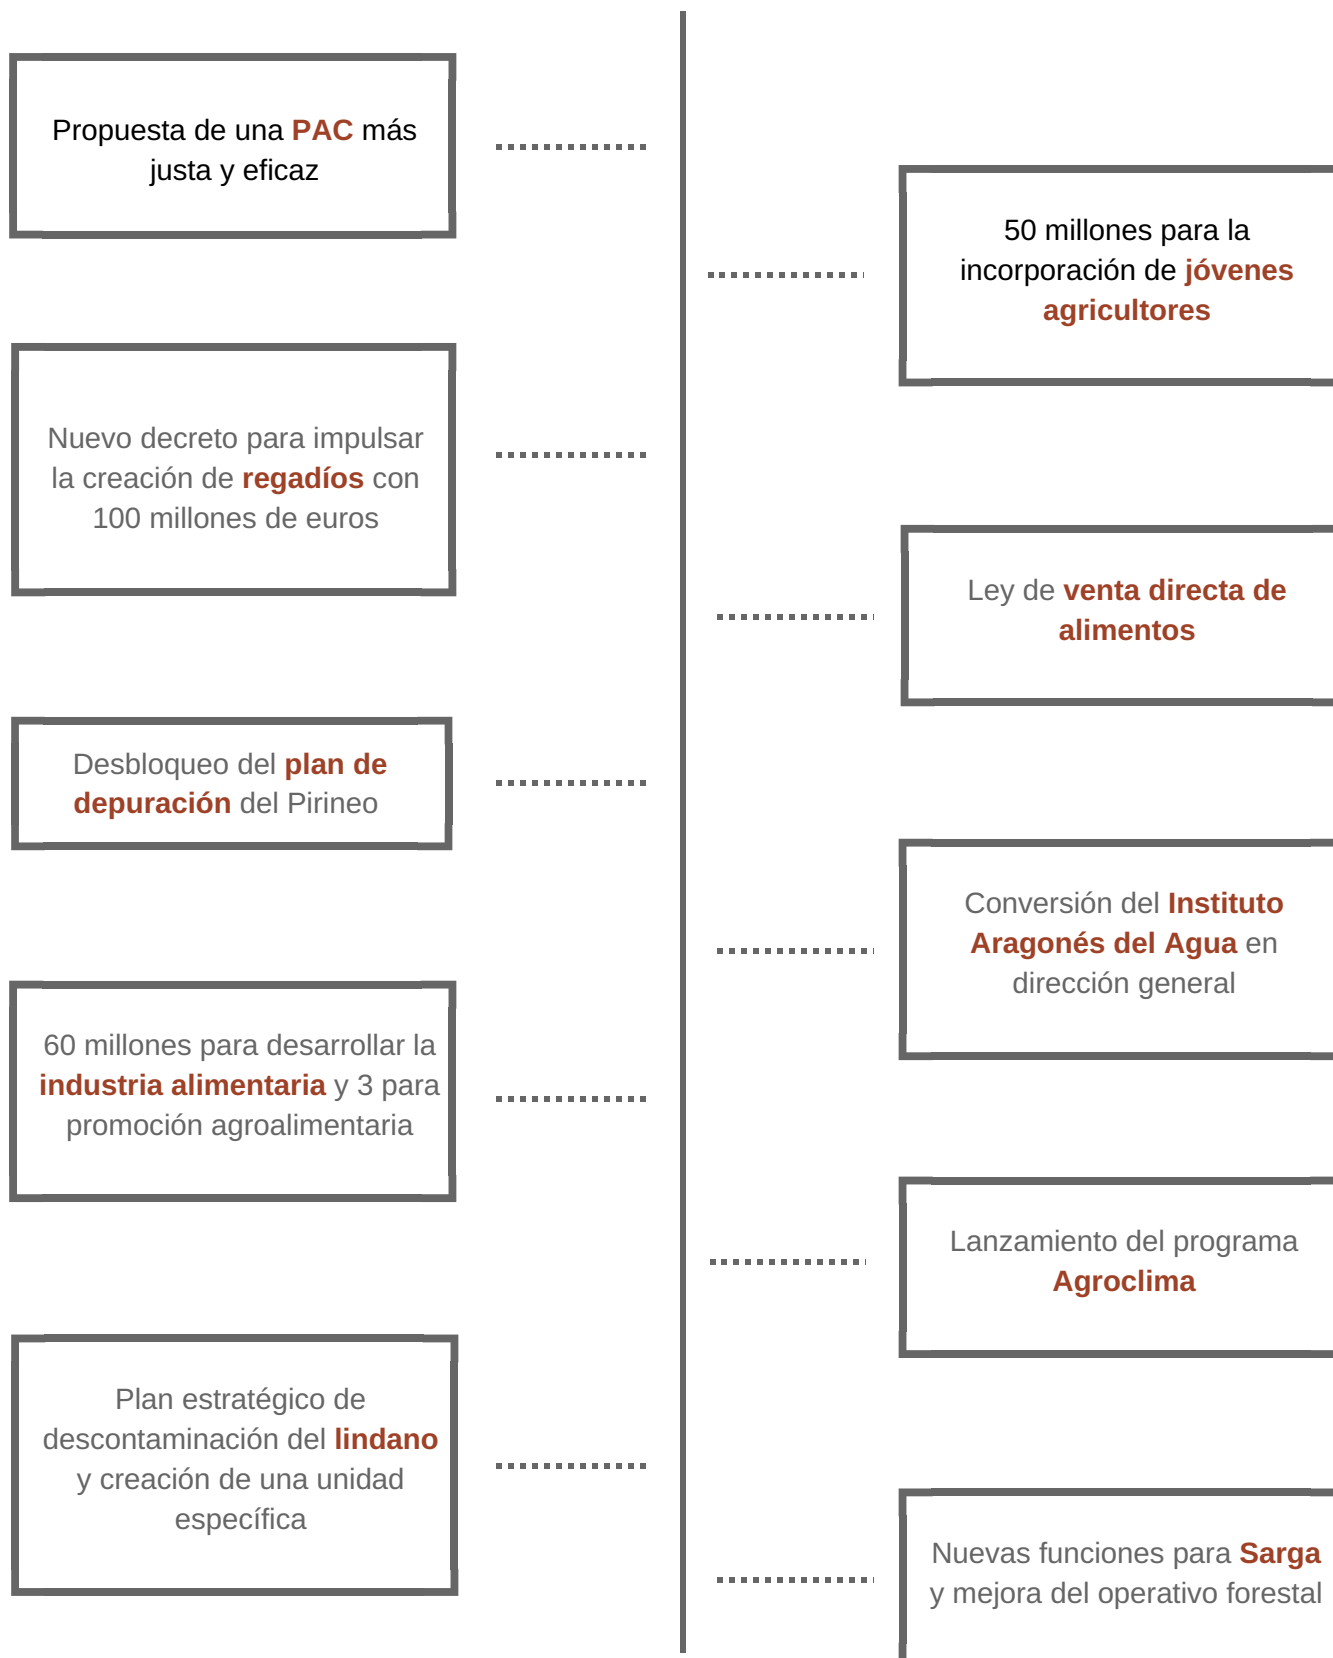 Propuesta de una PAC más
justa y eficaz
50 millones para la
incorporación de jóvenes
agricultores
Nuevo decreto para impulsar
la creación de regadíos con
100 millones de euros
Ley de venta directa de
alimentos
Desbloqueo del plan de
depuración del Pirineo
Conversión del Instituto
Aragonés del Agua en
dirección general
60 millones para desarrollar la
industria alimentaria y 3 para
promoción agroalimentaria
Lanzamiento del programa
Agroclima
Plan estratégico de
descontaminación del lindano
y creación de una unidad
específica
Nuevas funciones para Sarga
y mejora del operativo forestal